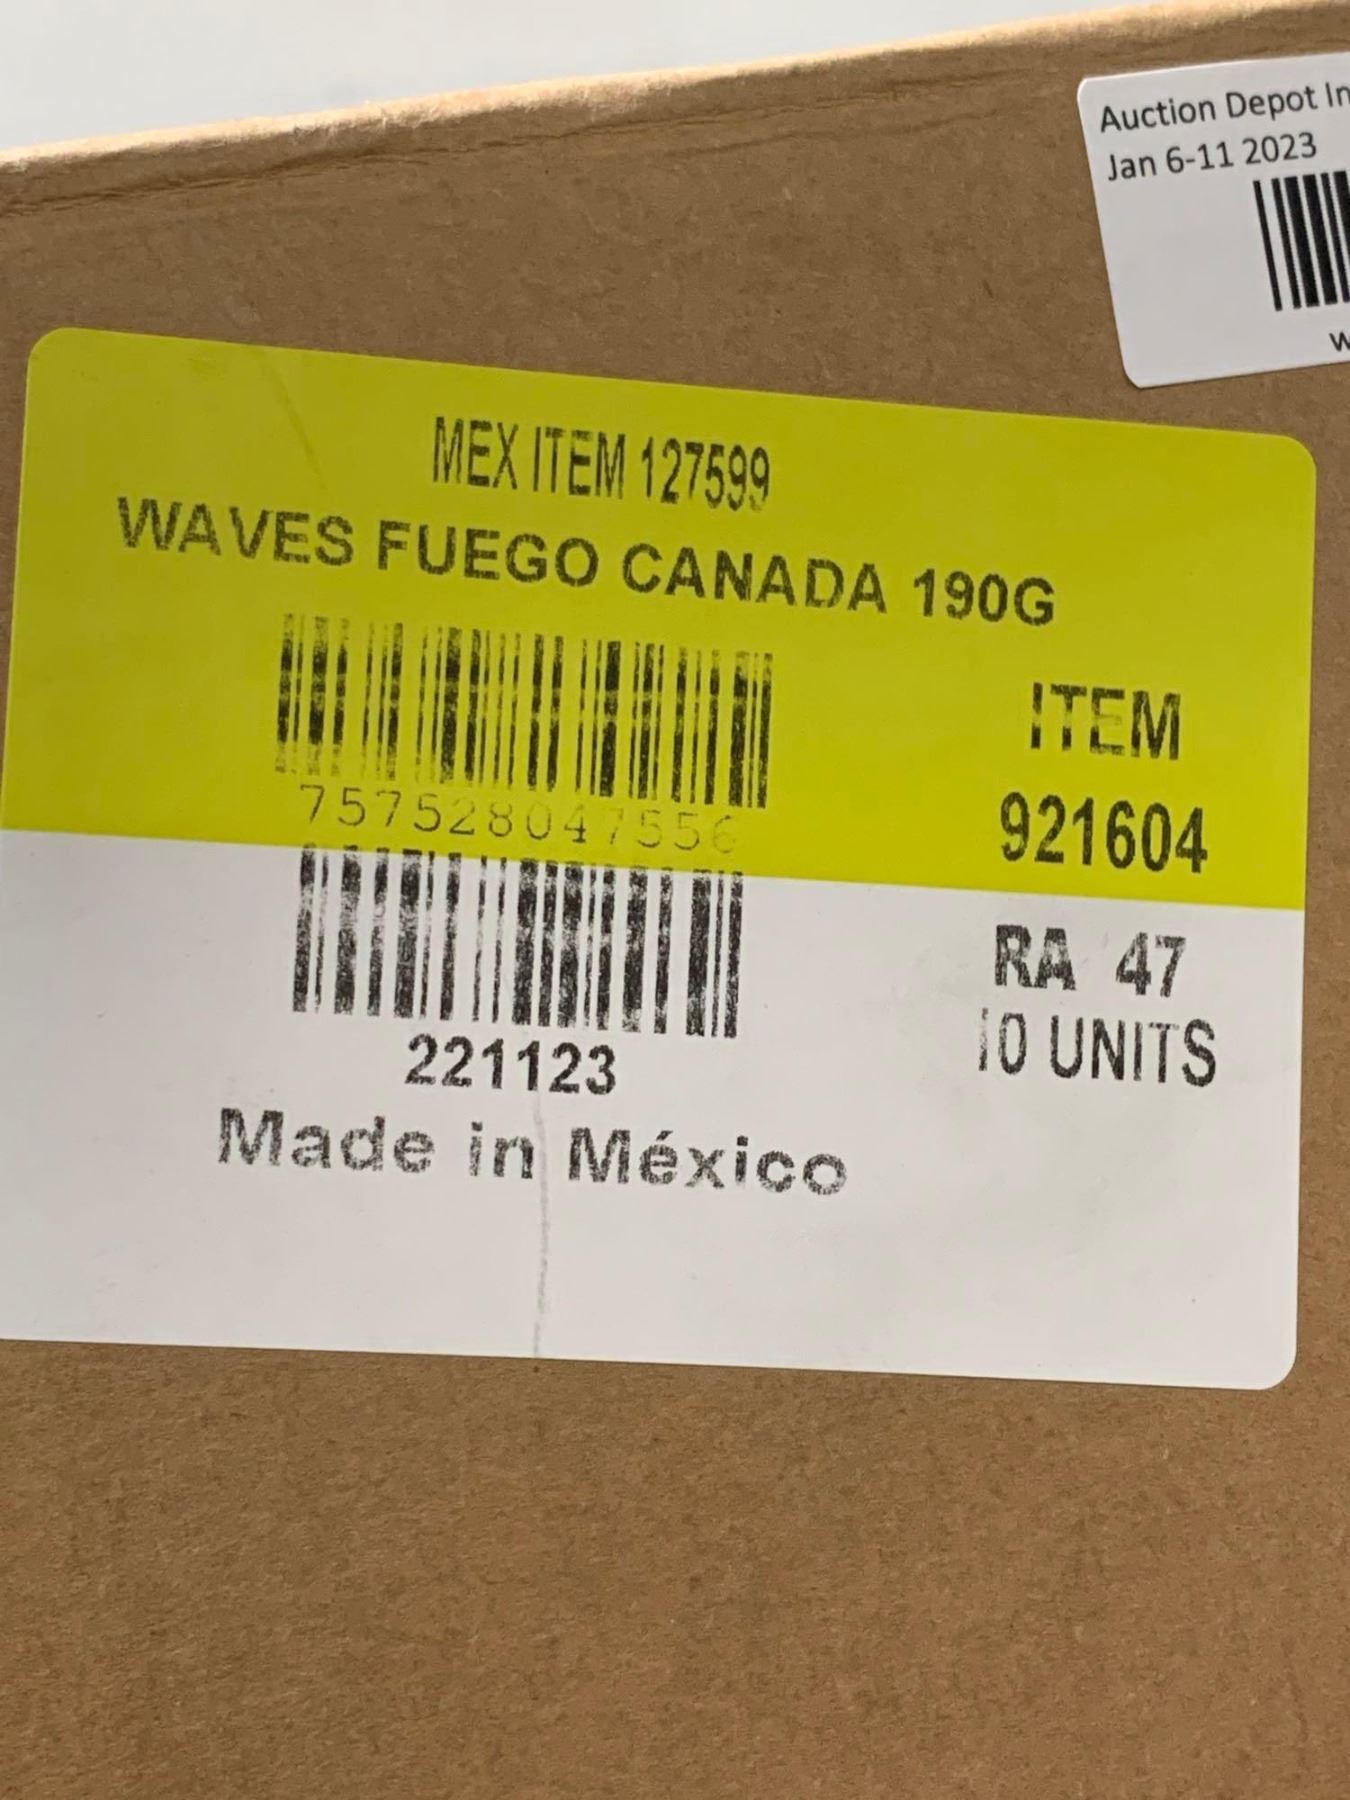 Auction Depot
Jan 6-11 2023
MEX ITEM 127599
WAVES FUEGO CANADA 190G
757528047556
ITEM
921604
RA 47
10 UNITS
221123
Made in México